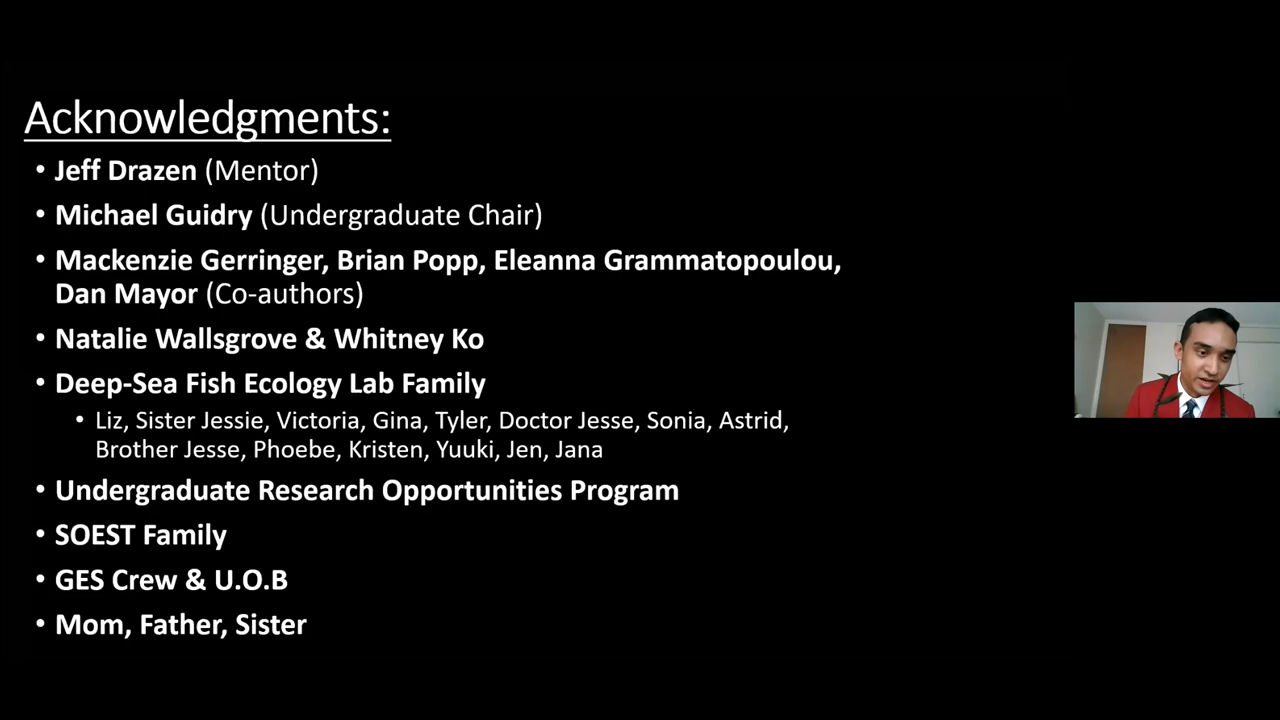 Acknowledgments:
• Jeff Drazen (Mentor)
• Michael Guidry (Undergraduate Chair)
• Mackenzie Gerringer, Brian Popp, Eleanna Grammatopoulou,
Dan Mayor (Co-authors)
• Natalie Wallsgrove & Whitney Ko
• Deep-Sea Fish Ecology Lab Family
• Liz, Sister Jessie, Victoria, Gina, Tyler, Doctor Jesse, Sonia, Astrid,
Brother Jesse, Phoebe, Kristen, Yuuki, Jen, Jana
• Undergraduate Research Opportunities Program
• SOEST Family
• GES Crew & U.O.B
• Mom, Father, Sister